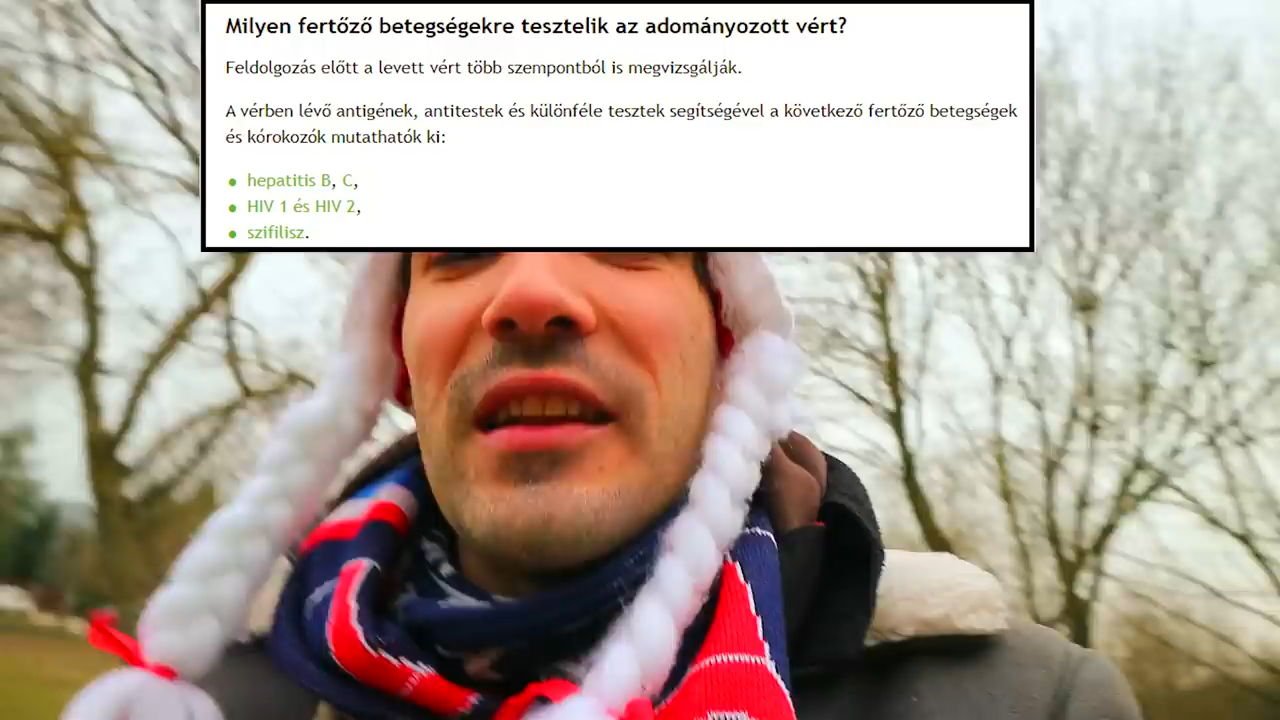 Milyen fertőző betegségekre tesztelik az adományozott vért?
Feldolgozás előtt a levett vért több szempontból is megvizsgálják.
A vérben lévő antigének, antitestek és különféle tesztek segítségével a következő fertőző betegségek
és kórokozók mutathatók ki:
• hepatitis B, C,
• HIV 1 és HIV 2,
• szifilisz.